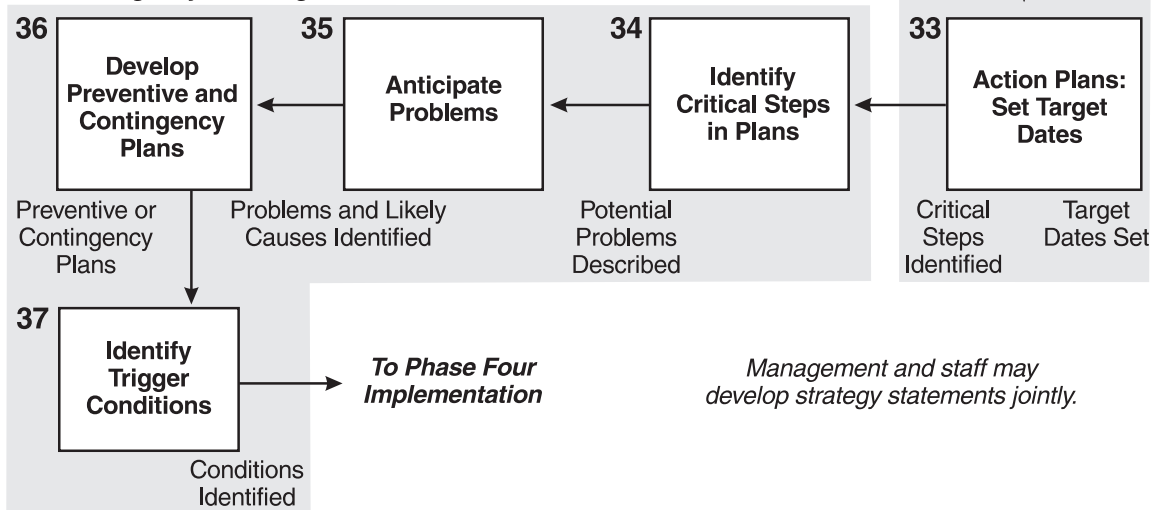 36
Develop
Preventive and
Contingency
Plans
35
Anticipate
Problems
34
Identify
Critical Steps
in Plans
33
Action Plans:
Set Target
Dates
Preventive or
Contingency
Plans
Problems and Likely
Causes Identified
Potential
Problems
Described
Critical
Steps
Identified
Target
Dates Set
37
Identify
Trigger
Conditions
To Phase Four
Implementation
Management and staff may
develop strategy statements jointly.
Conditions
Identified